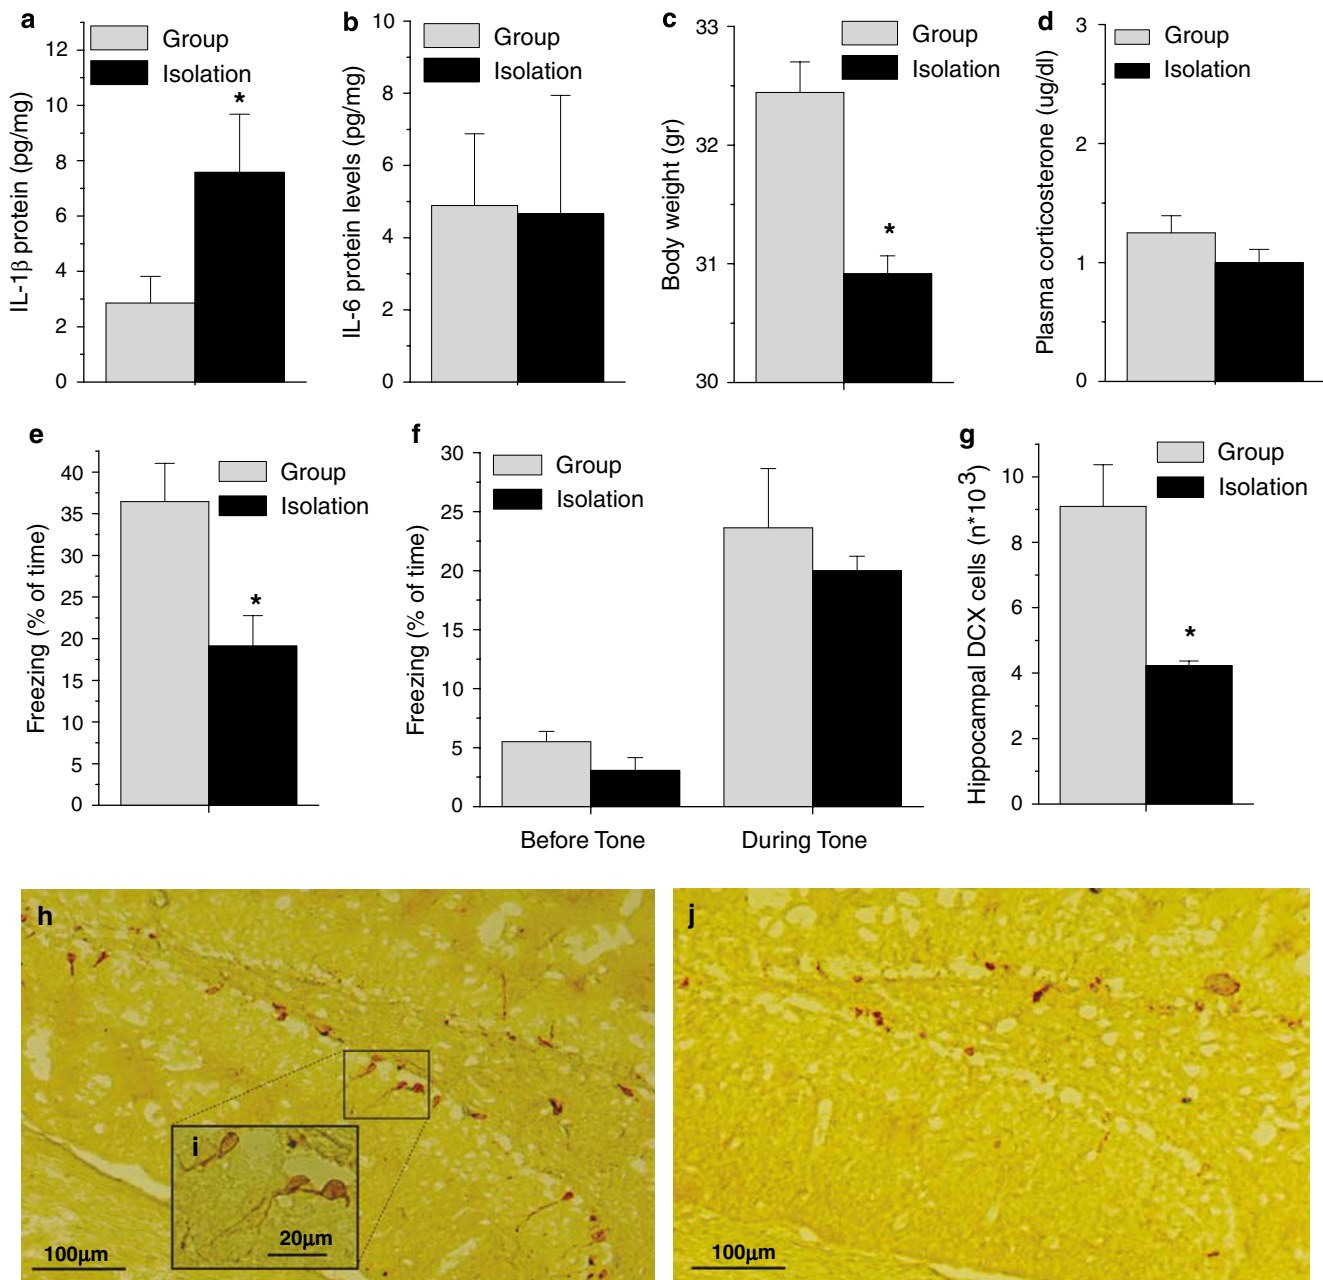 a
Group
Isolation
*
IL-1β protein (pg/mg)
12
10
8
6
4
2
0
b
Group
Isolation
IL-6 protein levels (pg/mg)
10
8
6
4
2
0
c
Group
Isolation
*
Body weight (gr)
33
32
31
30
d
Group
Isolation
Plasma corticosterone (ug/dl)
3
2
1
0
e
Group
Isolation
*
Freezing (% of time)
40
35
30
25
20
15
10
5
0
f
Group
Isolation
Freezing (% of time)
30
25
20
15
10
5
0
Before Tone
During Tone
g
Group
Isolation
*
Hippocampal DCX cells (n*10³)
10
8
6
4
2
0
h
i
20µm
100µm
j
100µm